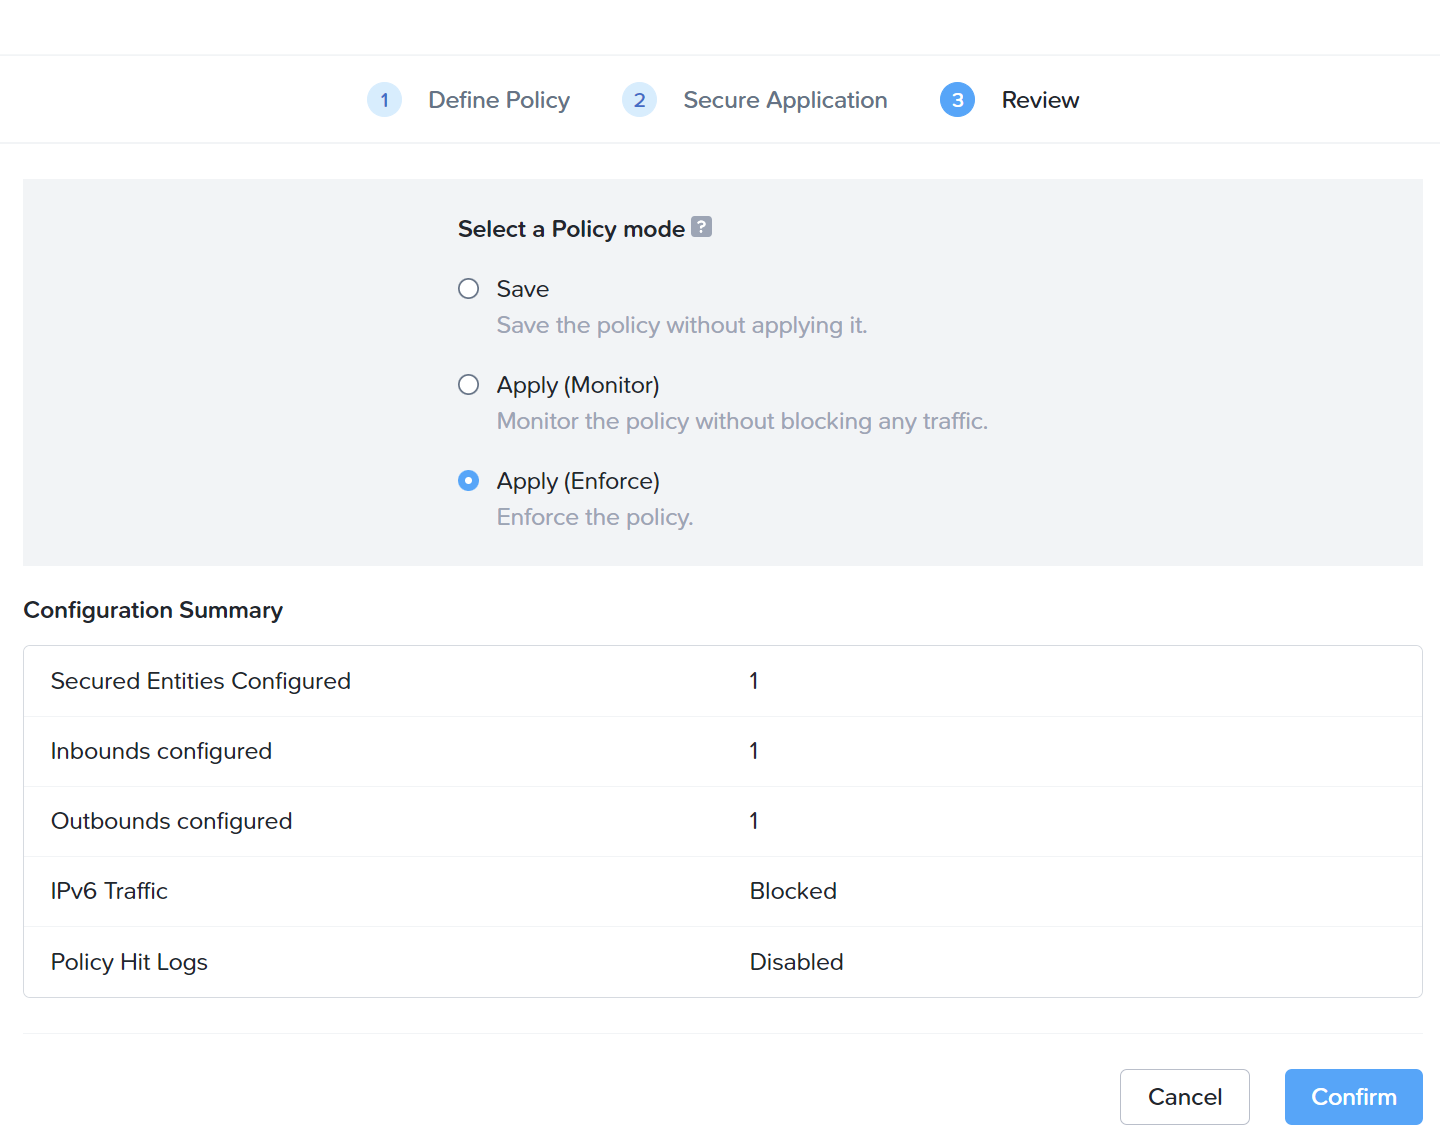 1 Define Policy 2 Secure Application 3 Review
Select a Policy mode ?
Save
Save the policy without applying it.
Apply (Monitor)
Monitor the policy without blocking any traffic.
Apply (Enforce)
Enforce the policy.
Configuration Summary
Secured Entities Configured 1
Inbounds configured 1
Outbounds configured 1
IPv6 Traffic Blocked
Policy Hit Logs Disabled
Cancel Confirm